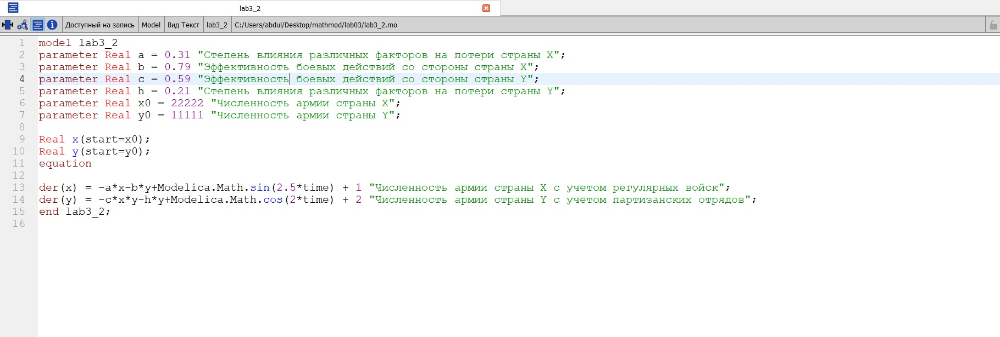 lab3_2
Доступный на запись Model Вид Текст lab3_2 C:/Users/abdul/Desktop/mathmod/lab03/lab3_2.mo
1 model lab3_2
2 parameter Real a = 0.31 "Степень влияния различных факторов на потери страны X";
3 parameter Real b = 0.79 "Эффективность боевых действий со стороны страны X";
4 parameter Real c = 0.59 "Эффективность боевых действий со стороны страны Y";
5 parameter Real h = 0.21 "Степень влияния различных факторов на потери страны Y";
6 parameter Real x0 = 22222 "Численность армии страны X";
7 parameter Real y0 = 11111 "Численность армии страны Y";
8
9 Real x(start=x0);
10 Real y(start=y0);
11 equation
12
13 der(x) = -a*x-b*y+Modelica.Math.sin(2.5*time) + 1 "Численность армии страны X с учетом регулярных войск";
14 der(y) = -c*x*y-h*y+Modelica.Math.cos(2*time) + 2 "Численность армии страны Y с учетом партизанских отрядов";
15 end lab3_2;
16